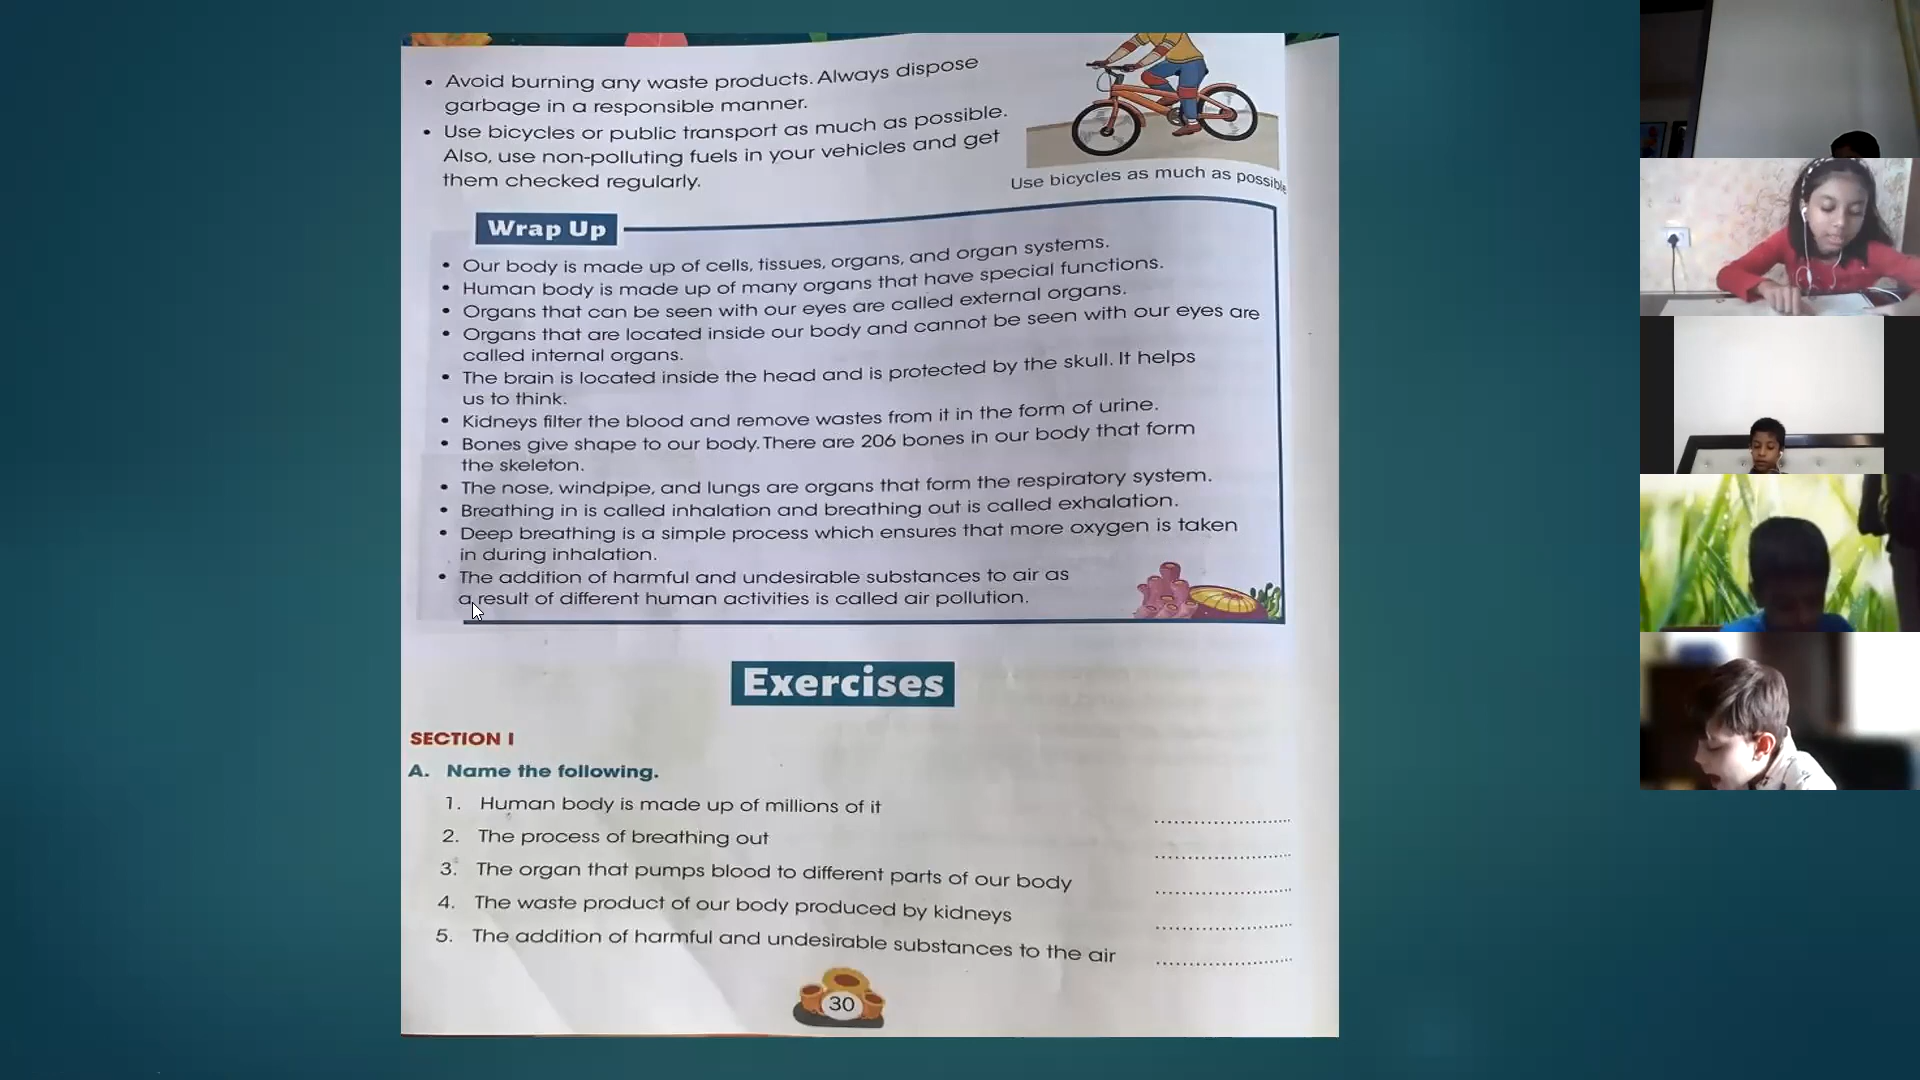 • Avoid burning any waste products. Always dispose
garbage in a responsible manner.
• Use bicycles or public transport as much as possible.
Also, use non-polluting fuels in your vehicles and get
them checked regularly.
Use bicycles as much as possible
Wrap Up
• Our body is made up of cells, tissues, organs, and organ systems.
• Human body is made up of many organs that have special functions.
• Organs that can be seen with our eyes are called external organs.
• Organs that are located inside our body and cannot be seen with our eyes are
called internal organs.
• The brain is located inside the head and is protected by the skull. It helps
us to think.
• Kidneys filter the blood and remove wastes from it in the form of urine.
• Bones give shape to our body. There are 206 bones in our body that form
the skeleton.
• The nose, windpipe, and lungs are organs that form the respiratory system.
• Breathing in is called inhalation and breathing out is called exhalation.
• Deep breathing is a simple process which ensures that more oxygen is taken
in during inhalation.
• The addition of harmful and undesirable substances to air as
a result of different human activities is called air pollution.
Exercises
SECTION I
A. Name the following.
1. Human body is made up of millions of it ........................
2. The process of breathing out ........................
3. The organ that pumps blood to different parts of our body ........................
4. The waste product of our body produced by kidneys ........................
5. The addition of harmful and undesirable substances to the air ........................
30